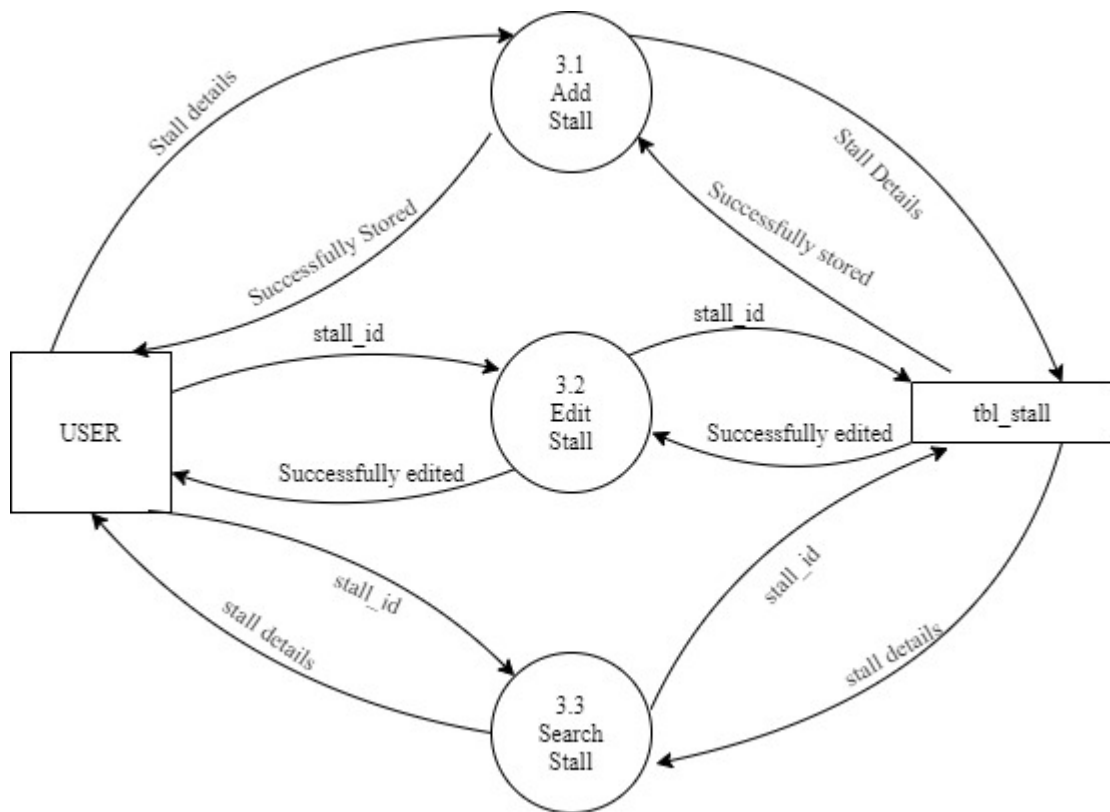 3.1
Add
Stall
Stall details
Stall Details
Successfully Stored
Successfully stored
stall_id
stall_id
3.2
Edit
Stall
USER
tbl_stall
Successfully edited
Successfully edited
stall_id
stall_id
stall details
stall details
3.3
Search
Stall